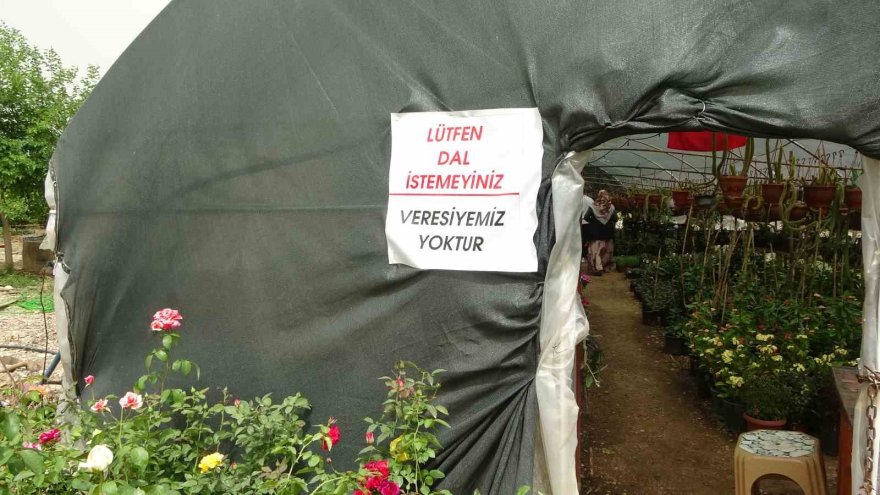 LÜTFEN
DAL
İSTEMEYİNİZ
VERESİYEMİZ
YOKTUR